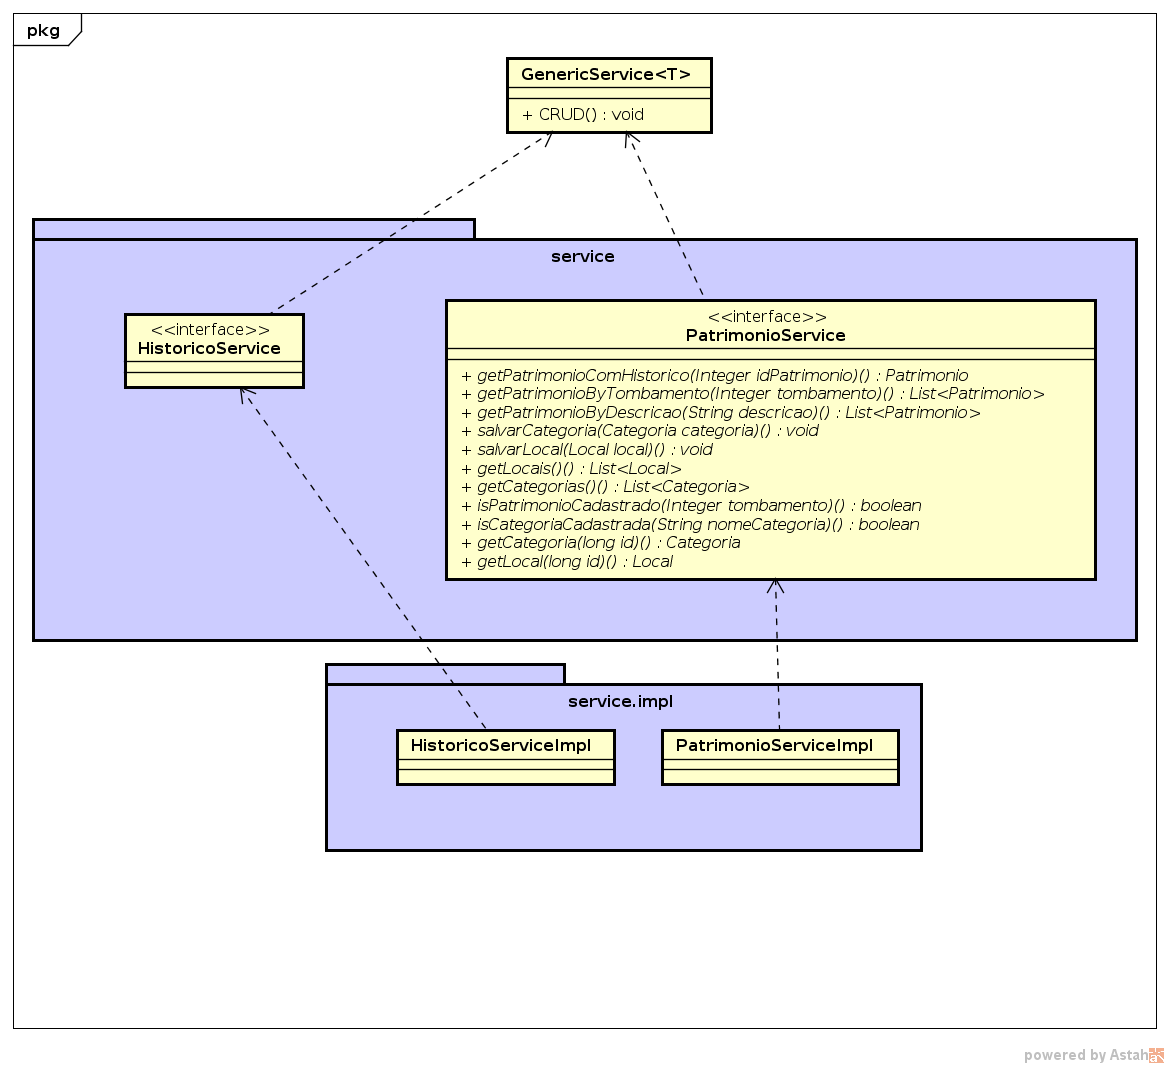 pkg
GenericService<T>
+ CRUD() : void
service
<<interface>>
HistoricoService
<<interface>>
PatrimonioService
+ getPatrimonioComHistorico(Integer idPatrimonio)() : Patrimonio
+ getPatrimonioByTombamento(Integer tombamento)() : List<Patrimonio>
+ getPatrimonioByDescricao(String descricao)() : List<Patrimonio>
+ salvarCategoria(Categoria categoria)() : void
+ salvarLocal(Local local)() : void
+ getLocais()() : List<Local>
+ getCategorias()() : List<Categoria>
+ isPatrimonioCadastrado(Integer tombamento)() : boolean
+ isCategoriaCadastrada(String nomeCategoria)() : boolean
+ getCategoria(long id)() : Categoria
+ getLocal(long id)() : Local
service.impl
HistoricoServiceImpl
PatrimonioServiceImpl
powered by Astah